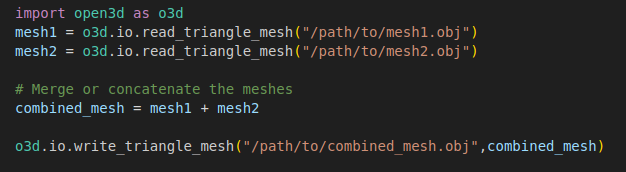 import open3d as o3d
mesh1 = o3d.io.read_triangle_mesh("/path/to/mesh1.obj")
mesh2 = o3d.io.read_triangle_mesh("/path/to/mesh2.obj")
# Merge or concatenate the meshes
combined_mesh = mesh1 + mesh2
o3d.io.write_triangle_mesh("/path/to/combined_mesh.obj",combined_mesh)